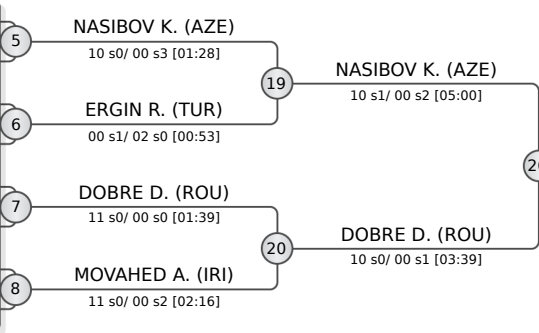 5
NASIBOV K. (AZE)
10 s0/ 00 s3 [01:28]
19
NASIBOV K. (AZE)
10 s1/ 00 s2 [05:00]
6
ERGIN R. (TUR)
00 s1/ 02 s0 [00:53]
7
DOBRE D. (ROU)
11 s0/ 00 s0 [01:39]
20
DOBRE D. (ROU)
10 s0/ 00 s1 [03:39]
8
MOVAHED A. (IRI)
11 s0/ 00 s2 [02:16]